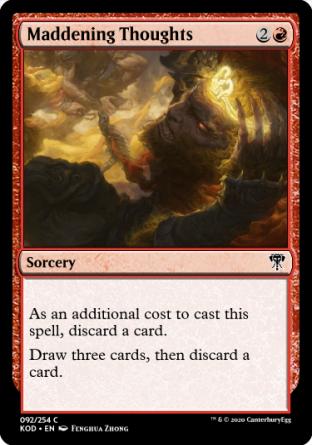 Maddening Thoughts 2
Sorcery
As an additional cost to cast this
spell, discard a card.
Draw three cards, then discard a
card.
092/254 C
KOD • EN Fenghua Zhong
™ & © 2020 CanterburyEgg